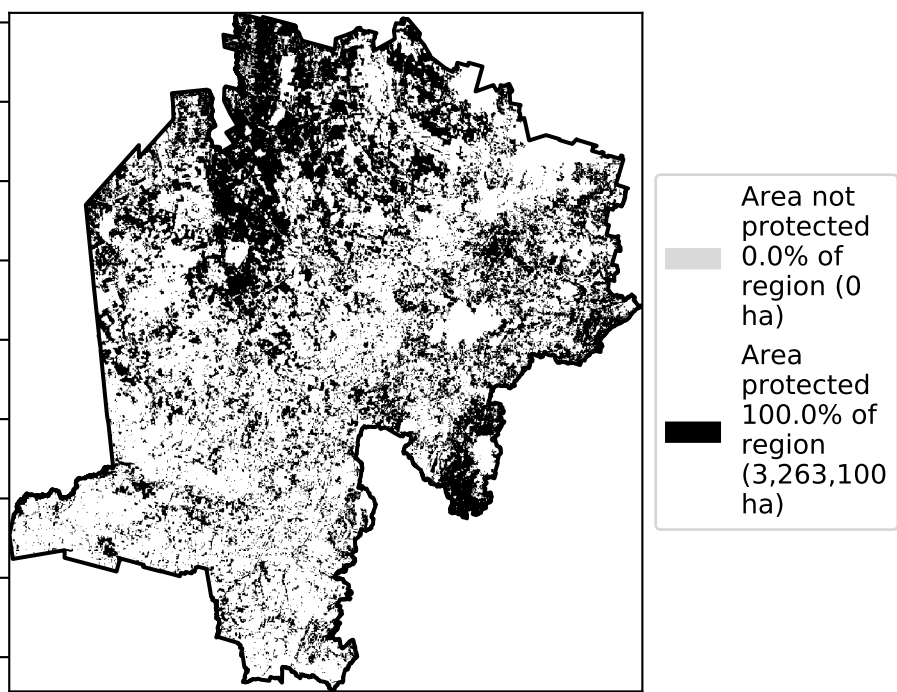 Area not
protected
0.0% of
region (0
ha)
Area
protected
100.0% of
region
(3,263,100
ha)